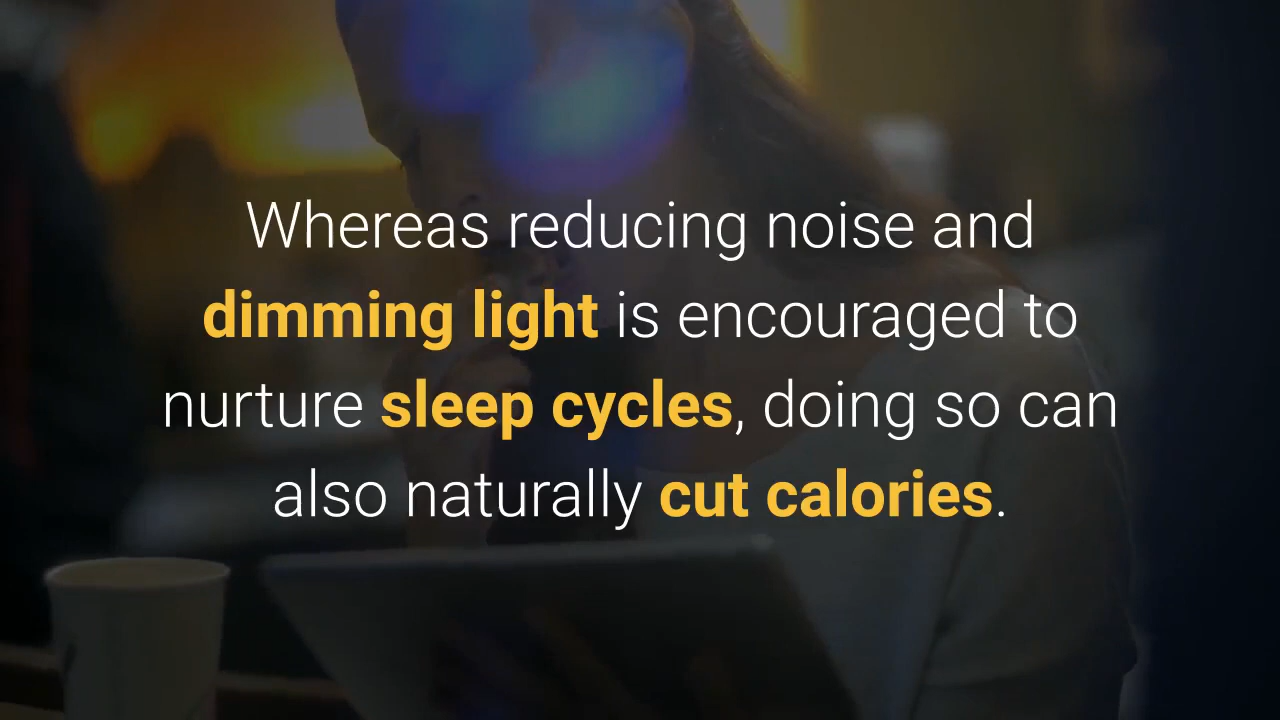 Whereas reducing noise and
dimming light is encouraged to
nurture sleep cycles, doing so can
also naturally cut calories.